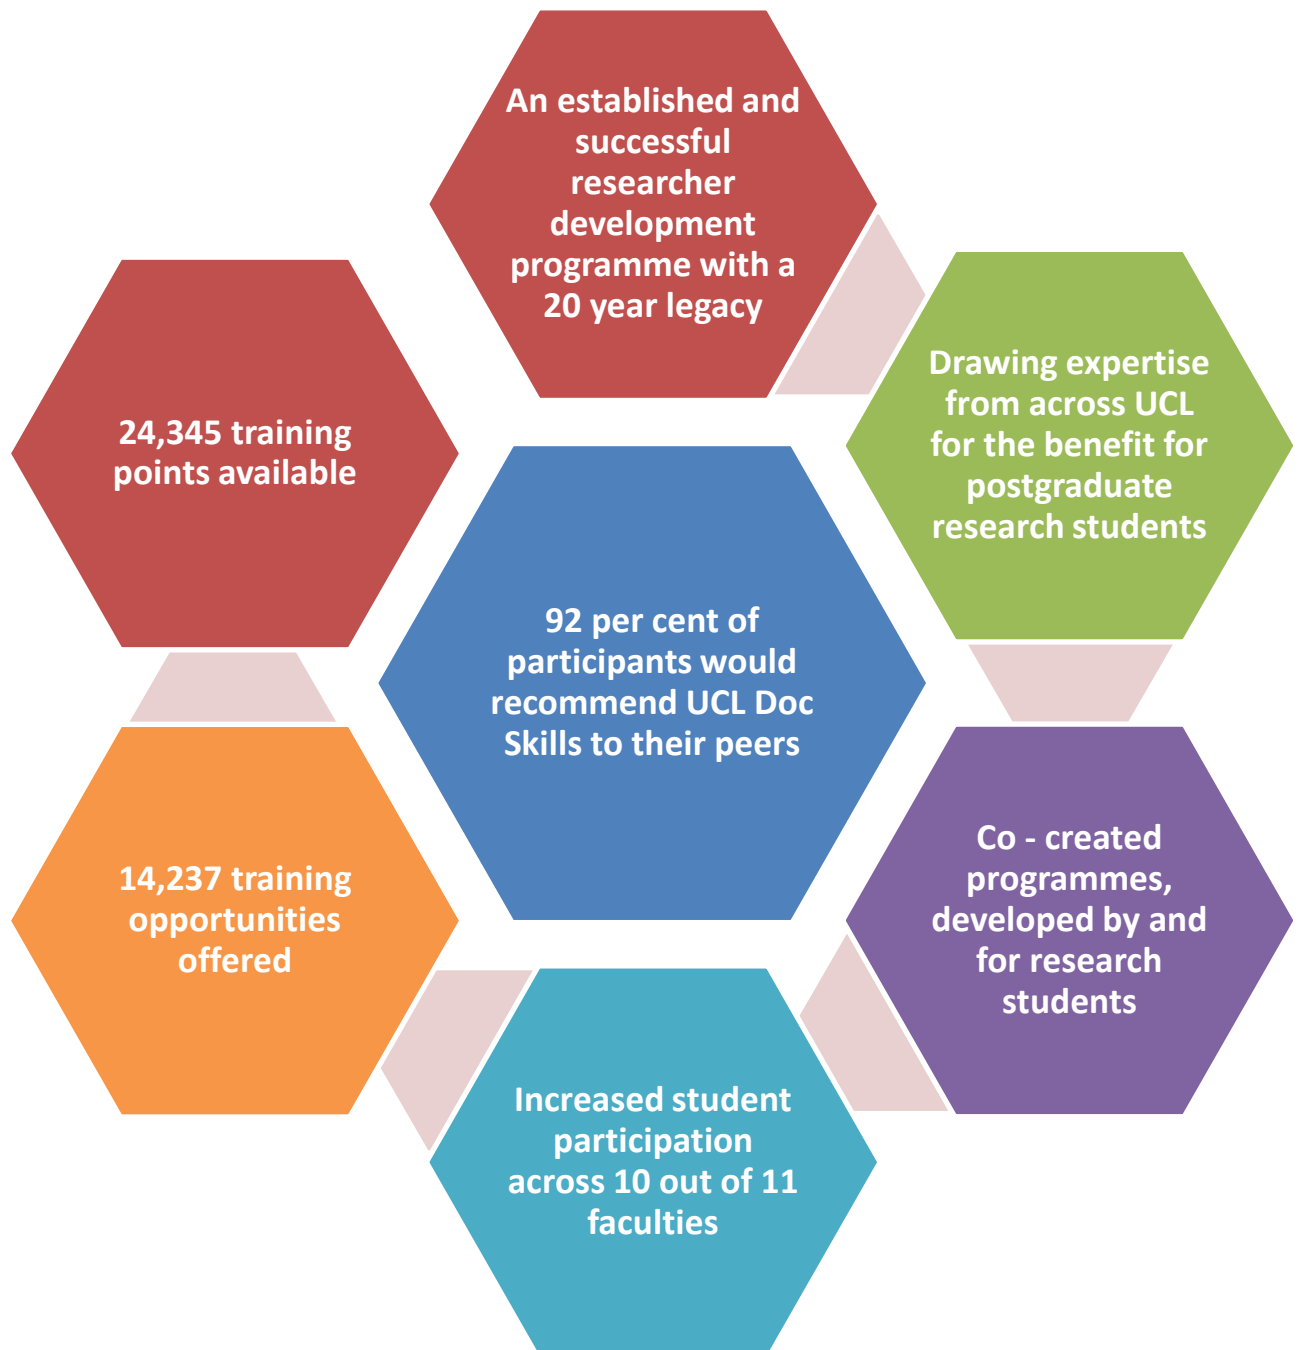 An established and
successful
researcher
development
programme with a
20 year legacy
Drawing expertise
from across UCL
for the benefit for
postgraduate
research students
24,345 training
points available
92 per cent of
participants would
recommend UCL Doc
Skills to their peers
Co - created
programmes,
developed by and
for research
students
14,237 training
opportunities
offered
Increased student
participation
across 10 out of 11
faculties